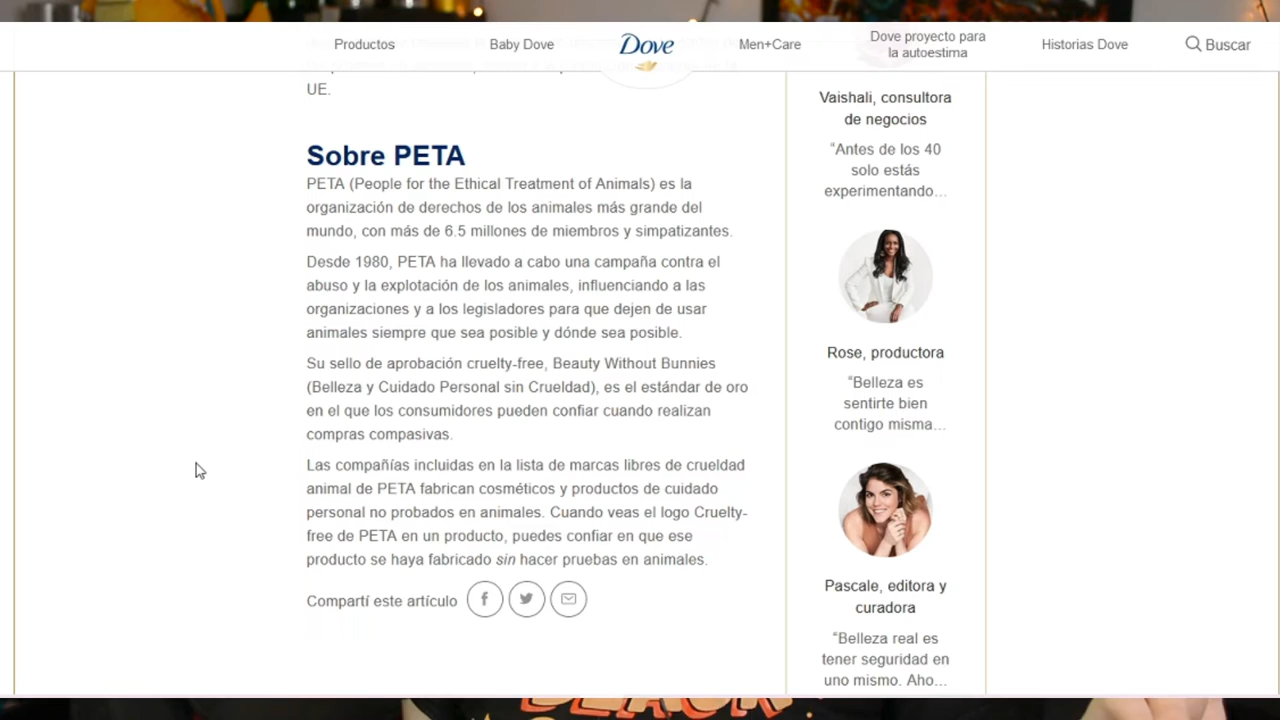 Productos
Baby Dove
Dove
Men+Care
Dove proyecto para
la autoestima
Historias Dove
Buscar
UE.
Sobre PETA
PETA (People for the Ethical Treatment of Animals) es la
organización de derechos de los animales más grande del
mundo, con más de 6.5 millones de miembros y simpatizantes.
Desde 1980, PETA ha llevado a cabo una campaña contra el
abuso y la explotación de los animales, influenciando a las
organizaciones y a los legisladores para que dejen de usar
animales siempre que sea posible y dónde sea posible.
Su sello de aprobación cruelty-free, Beauty Without Bunnies
(Belleza y Cuidado Personal sin Crueldad), es el estándar de oro
en el que los consumidores pueden confiar cuando realizan
compras compasivas.
Las compañías incluidas en la lista de marcas libres de crueldad
animal de PETA fabrican cosméticos y productos de cuidado
personal no probados en animales. Cuando veas el logo Cruelty-
free de PETA en un producto, puedes confiar en que ese
producto se haya fabricado sin hacer pruebas en animales.
Compartí este artículo
Vaishali, consultora
de negocios
“Antes de los 40
solo estás
experimentando...
Rose, productora
“Belleza es
sentirte bien
contigo misma...
Pascale, editora y
curadora
“Belleza real es
tener seguridad en
uno mismo. Aho...